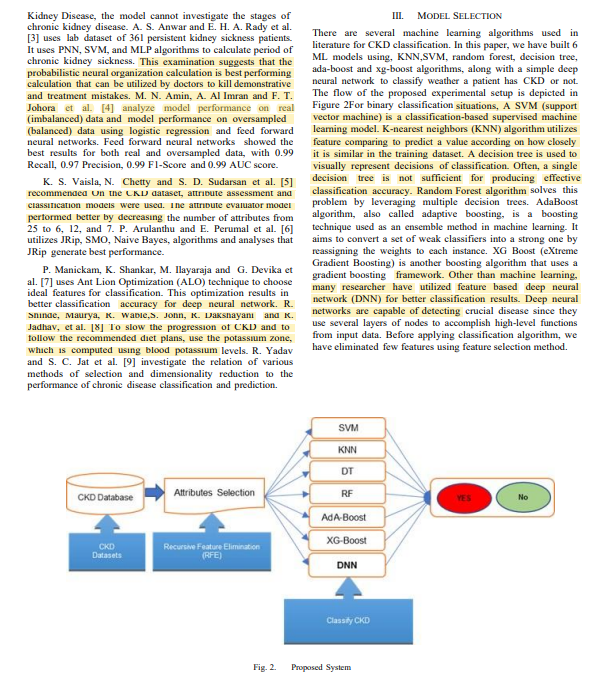 Kidney Disease, the model cannot investigate the stages of
chronic kidney disease. A. S. Anwar and E. H. A. Rady et al.
[3] uses lab dataset of 361 persistent kidney sickness patients.
It uses PNN, SVM, and MLP algorithms to calculate period of
chronic kidney sickness. This examination suggests that the
probabilistic neural organization calculation is best performing
calculation that can be utilized by doctors to kill demonstrative
and treatment mistakes. M. N. Amin, A. Al Imran and F. T.
Johora et al. [4] analyze model performance on real
(imbalanced) data and model performance on oversampled
(balanced) data using logistic regression and feed forward
neural networks. Feed forward neural networks showed the
best results for both real and oversampled data, with 0.99
Recall, 0.97 Precision, 0.99 F1-Score and 0.99 AUC score.
K. S. Vaisla, N. Chetty and S. D. Sudarsan et al. [5]
recommended On the CKD dataset, attribute assessment and
classification models were used. The attribute evaluator model
performed better by decreasing the number of attributes from
25 to 6, 12, and 7. P. Arulanthu and E. Perumal et al. [6]
utilizes JRip, SMO, Naive Bayes, algorithms and analyses that
JRip generate best performance.
P. Manickam, K. Shankar, M. Ilayaraja and G. Devika et
al. [7] uses Ant Lion Optimization (ALO) technique to choose
ideal features for classification. This optimization results in
better classification accuracy for deep neural network. R.
Shinde, Maurya, R. Wable,S. John, R. Dakshayani and R.
Jadhav, et al. [8] To slow the progression of CKD and to
follow the recommended diet plans, use the potassium zone,
which is computed using blood potassium levels. R. Yadav
and S. C. Jat et al. [9] investigate the relation of various
methods of selection and dimensionality reduction to the
performance of chronic disease classification and prediction.
III. MODEL SELECTION
There are several machine learning algorithms used in
literature for CKD classification. In this paper, we have built 6
ML models using, KNN,SVM, random forest, decision tree,
ada-boost and xg-boost algorithms, along with a simple deep
neural network to classify weather a patient has CKD or not.
The flow of the proposed experimental setup is depicted in
Figure 2For binary classification situations, A SVM (support
vector machine) is a classification-based supervised machine
learning model. K-nearest neighbors (KNN) algorithm utilizes
feature comparing to predict a value according on how closely
it is similar in the training dataset. A decision tree is used to
visually represent decisions of classification. Often, a single
decision tree is not sufficient for producing effective
classification accuracy. Random Forest algorithm solves this
problem by leveraging multiple decision trees. AdaBoost
algorithm, also called adaptive boosting, is a boosting
technique used as an ensemble method in machine learning. It
aims to convert a set of weak classifiers into a strong one by
reassigning the weights to each instance. XG Boost (eXtreme
Gradient Boosting) is another boosting algorithm that uses a
gradient boosting framework. Other than machine learning,
many researcher have utilized feature based deep neural
network (DNN) for better classification results. Deep neural
networks are capable of detecting crucial disease since they
use several layers of nodes to accomplish high-level functions
from input data. Before applying classification algorithm, we
have eliminated few features using feature selection method.
CKD Database
Attributes Selection
CKD
Datasets
Recursive Feature Elimination
(RFE)
SVM
KNN
DT
RF
AdA-Boost
XG-Boost
DNN
Classify CKD
YES
No
Fig. 2. Proposed System